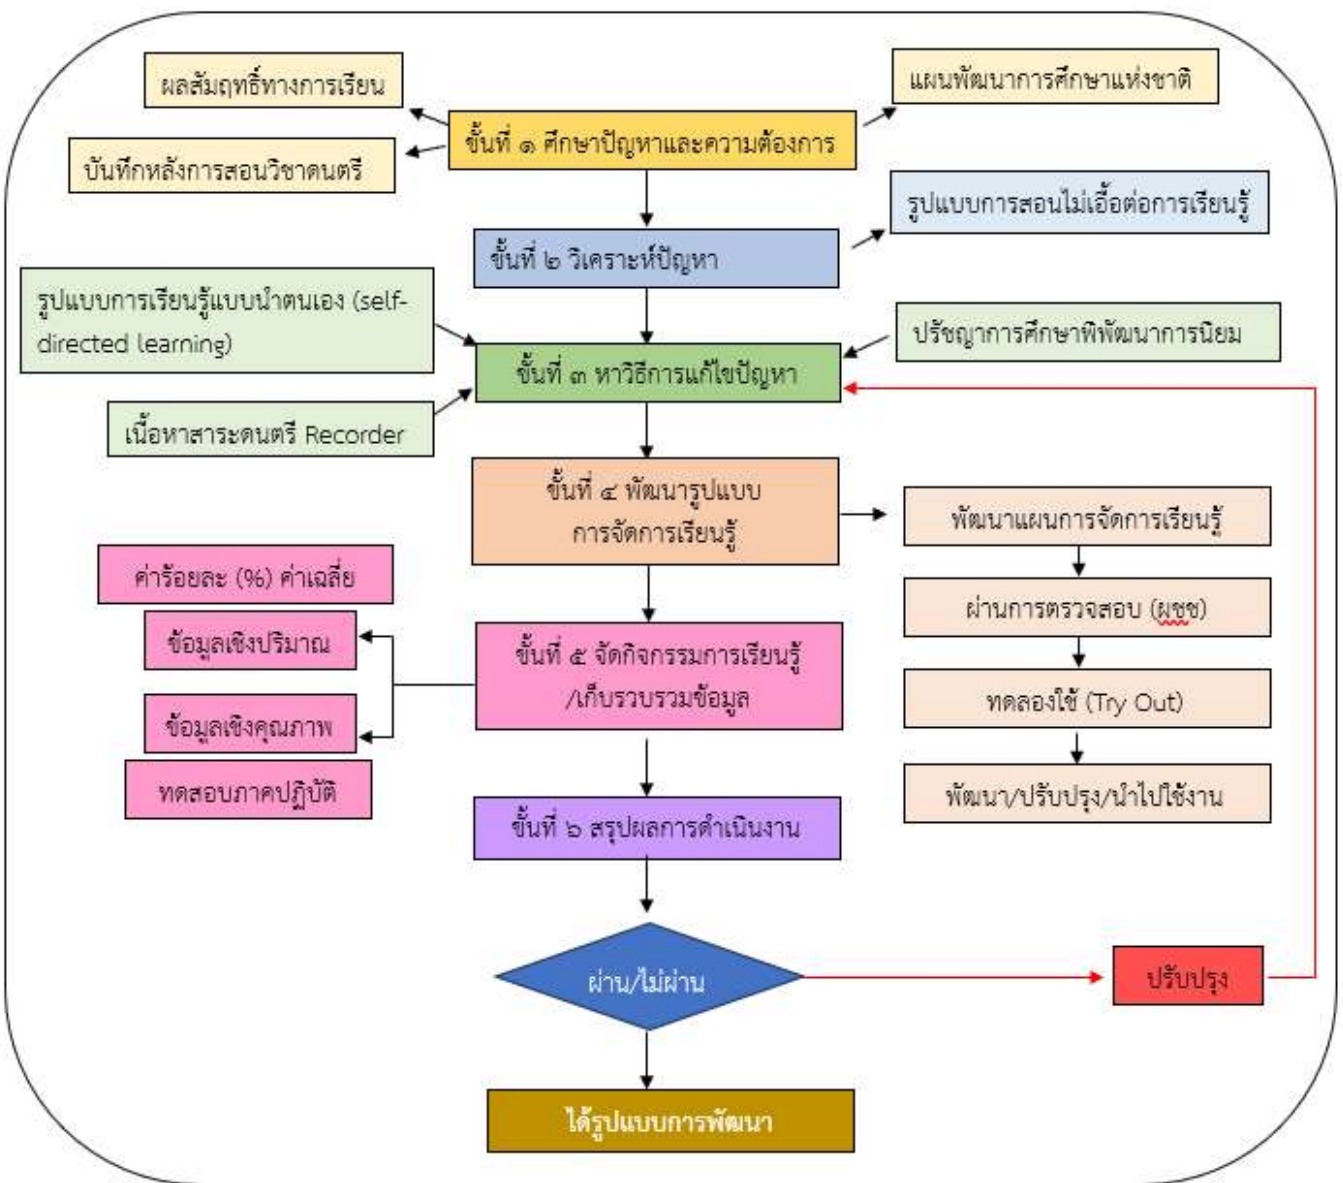 ผลสัมฤทธิ์ทางการเรียน
แผนพัฒนาการศึกษาแห่งชาติ
ขั้นที่ ๑ ศึกษาปัญหาและความต้องการ
บันทึกหลังการสอนวิชาดนตรี
รูปแบบการสอนไม่เอื้อต่อการเรียนรู้
ขั้นที่ ๒ วิเคราะห์ปัญหา
รูปแบบการเรียนรู้แบบนำตนเอง (self-
directed learning)
ปรัชญาการศึกษาพิพัฒนาการนิยม
ขั้นที่ ๓ หาวิธีการแก้ไขปัญหา
เนื้อหาสาระดนตรี Recorder
ขั้นที่ ๔ พัฒนารูปแบบ
การจัดการเรียนรู้
พัฒนาแผนการจัดการเรียนรู้
ค่าร้อยละ (%) ค่าเฉลี่ย
ผ่านการตรวจสอบ (ผชช)
ข้อมูลเชิงปริมาณ
ขั้นที่ ๕ จัดกิจกรรมการเรียนรู้
/เก็บรวบรวมข้อมูล
ทดลองใช้ (Try Out)
ข้อมูลเชิงคุณภาพ
ทดสอบภาคปฏิบัติ
พัฒนา/ปรับปรุง/นำไปใช้งาน
ขั้นที่ ๖ สรุปผลการดำเนินงาน
ผ่าน/ไม่ผ่าน
ปรับปรุง
ได้รูปแบบการพัฒนา